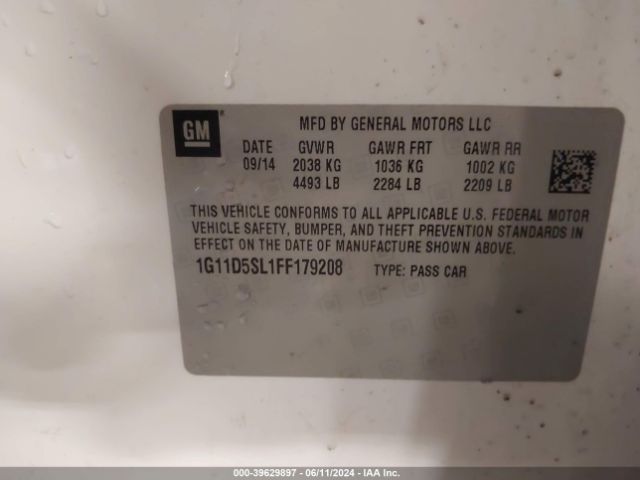 GM
MFD BY GENERAL MOTORS LLC
DATE GVWR GAWR FRT GAWR RR
09/14 2038 KG 1036 KG 1002 KG
4493 LB 2284 LB 2209 LB
THIS VEHICLE CONFORMS TO ALL APPLICABLE U.S. FEDERAL MOTOR
VEHICLE SAFETY, BUMPER, AND THEFT PREVENTION STANDARDS IN
EFFECT ON THE DATE OF MANUFACTURE SHOWN ABOVE.
1G11D5SL1FF179208 TYPE: PASS CAR
000-39629897 - 06/11/2024 - IAA Inc.